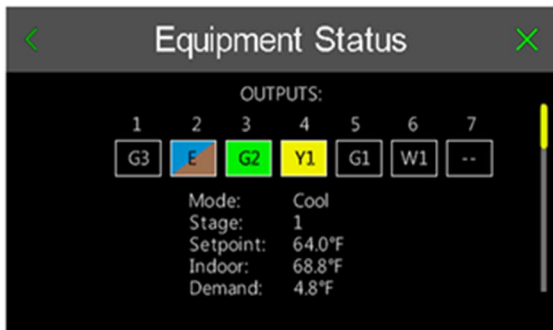 Equipment Status
OUTPUTS:
1 2 3 4 5 6 7
G3 E G2 Y1 G1 W1 --
Mode: Cool
Stage: 1
Setpoint: 64.0°F
Indoor: 68.8°F
Demand: 4.8°F